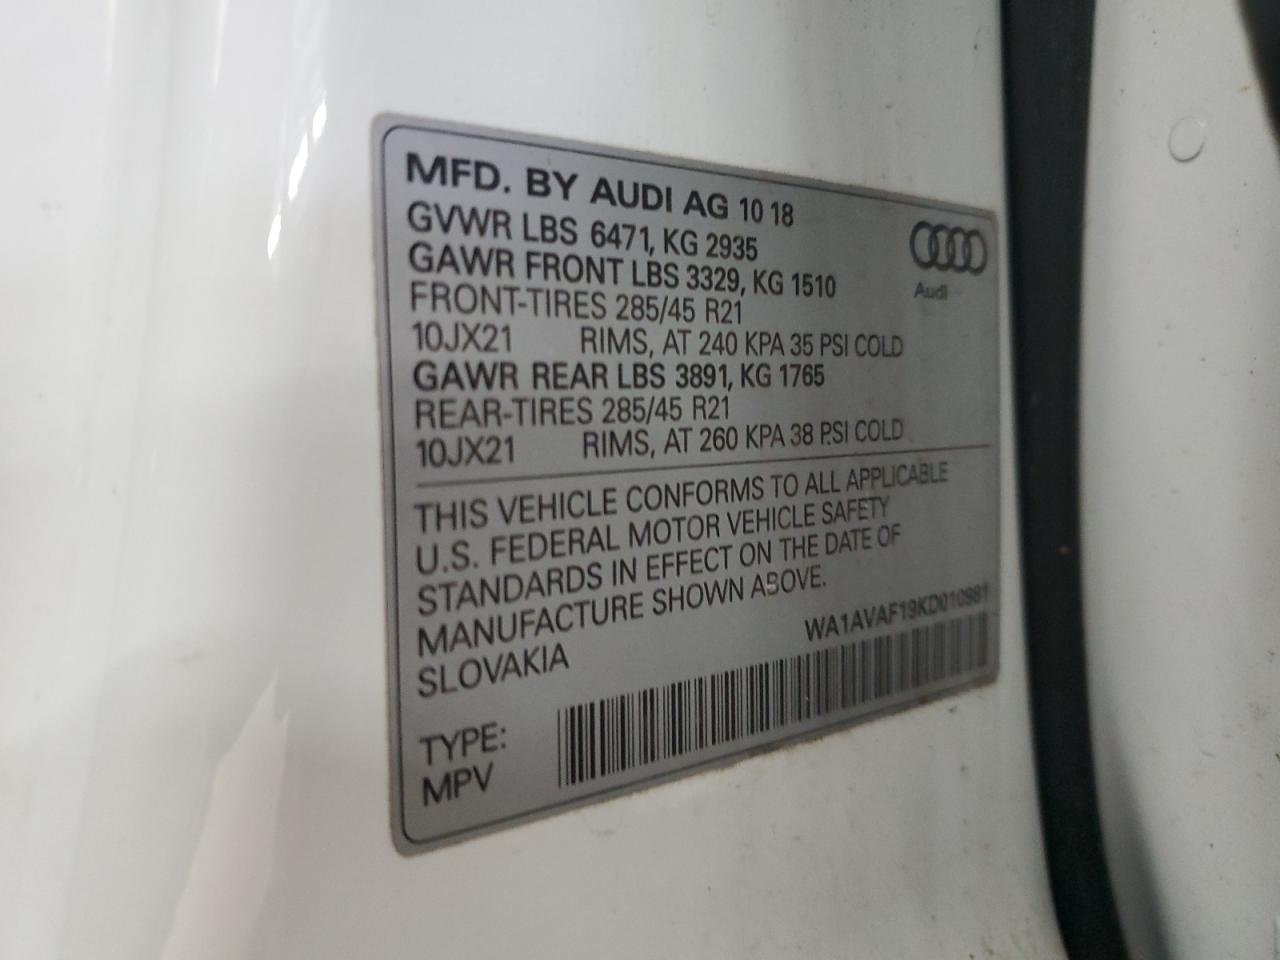 MFD. BY AUDI AG 10 18
GVWR LBS 6471, KG 2935
GAWR FRONT LBS 3329, KG 1510
FRONT-TIRES 285/45 R21
10JX21 RIMS, AT 240 KPA 35 PSI COLD
GAWR REAR LBS 3891, KG 1765
REAR-TIRES 285/45 R21
10JX21 RIMS, AT 260 KPA 38 PSI COLD
Audi
THIS VEHICLE CONFORMS TO ALL APPLICABLE
U.S. FEDERAL MOTOR VEHICLE SAFETY
STANDARDS IN EFFECT ON THE DATE OF
MANUFACTURE SHOWN ABOVE.
SLOVAKIA
WA1AVAF19KD010981
TYPE:
MPV